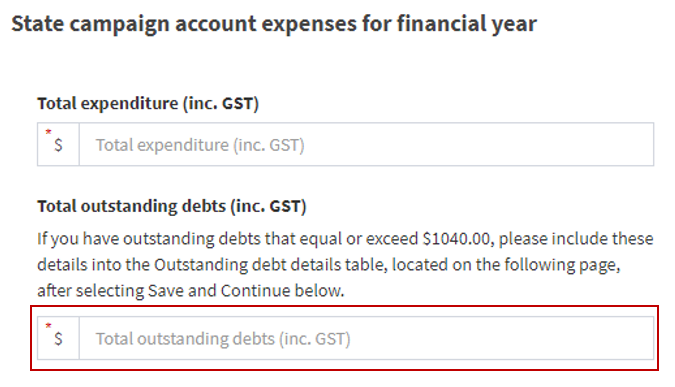 State campaign account expenses for financial year
Total expenditure (inc. GST)
* $ Total expenditure (inc. GST)
Total outstanding debts (inc. GST)
If you have outstanding debts that equal or exceed $1040.00, please include these
details into the Outstanding debt details table, located on the following page,
after selecting Save and Continue below.
* $ Total outstanding debts (inc. GST)